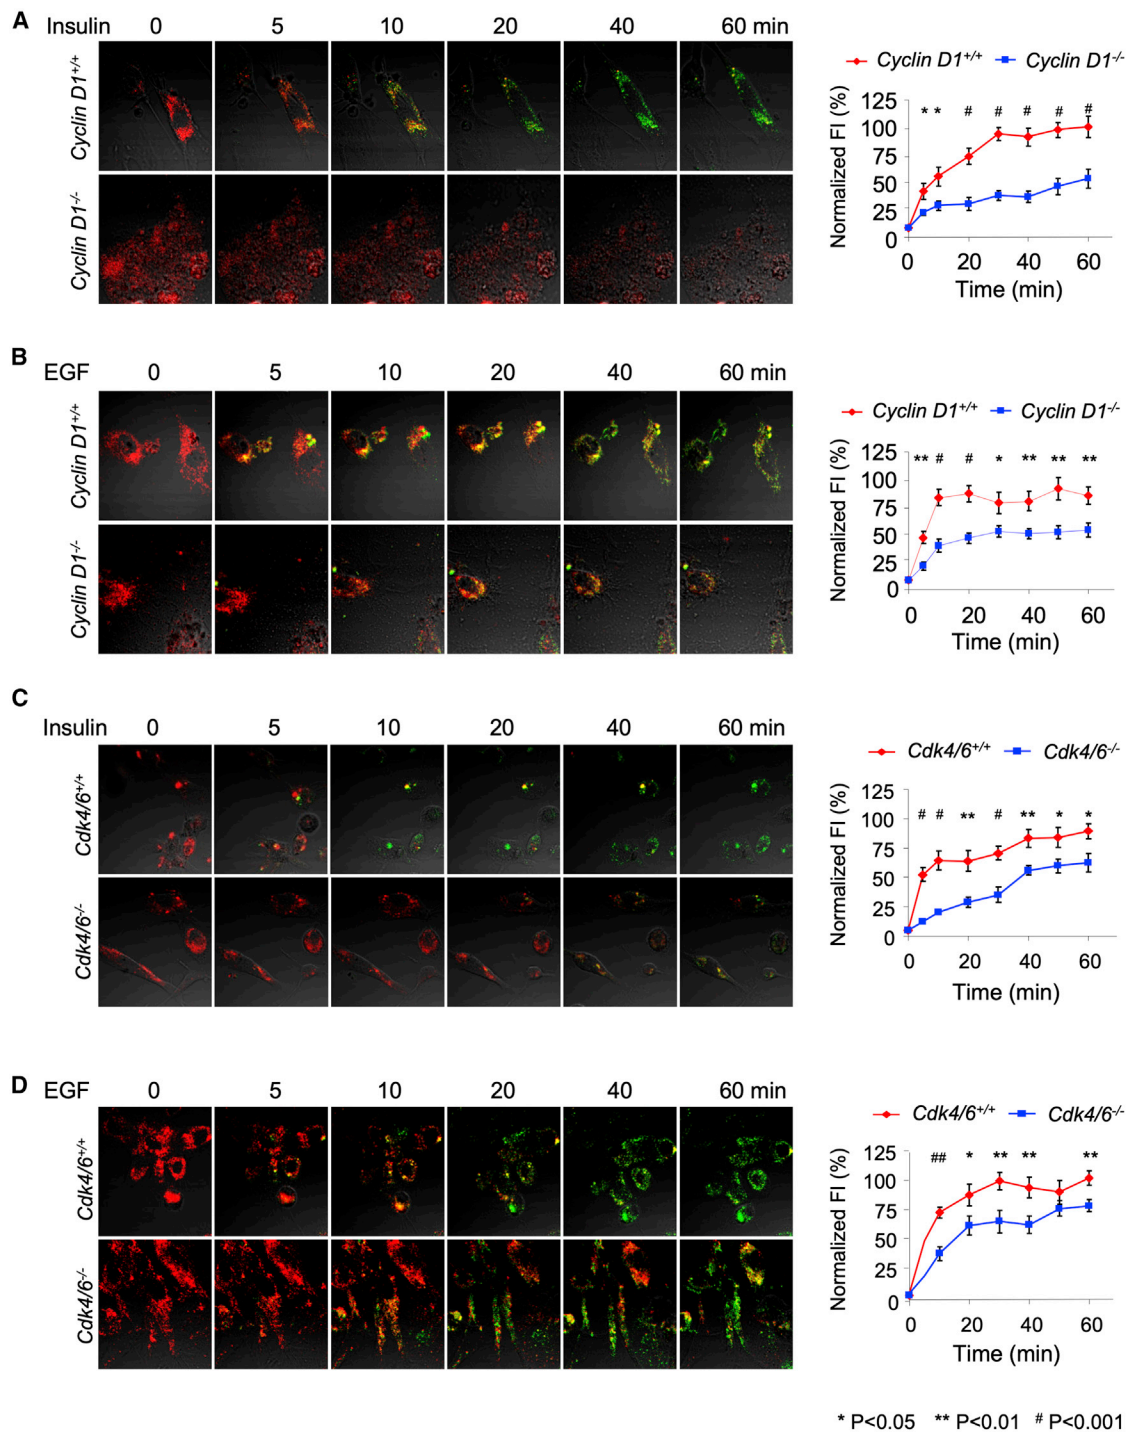 A Insulin 0 5 10 20 40 60 min
Cyclin D1+/+
Cyclin D1-/-
Cyclin D1+/+ Cyclin D1-/-
Normalized FI (%)
125
100
75
50
25
0
* * # # # # #
0 20 40 60
Time (min)
B EGF 0 5 10 20 40 60 min
Cyclin D1+/+
Cyclin D1-/-
Cyclin D1+/+ Cyclin D1-/-
Normalized FI (%)
125
100
75
50
25
0
** # # * ** ** **
0 20 40 60
Time (min)
C Insulin 0 5 10 20 40 60 min
Cdk4/6+/+
Cdk4/6-/-
Cdk4/6+/+ Cdk4/6-/-
Normalized FI (%)
125
100
75
50
25
0
# # ** # ** * *
0 20 40 60
Time (min)
D EGF 0 5 10 20 40 60 min
Cdk4/6+/+
Cdk4/6-/-
Cdk4/6+/+ Cdk4/6-/-
Normalized FI (%)
125
100
75
50
25
0
## * ** ** **
0 20 40 60
Time (min)
* P<0.05 ** P<0.01 # P<0.001